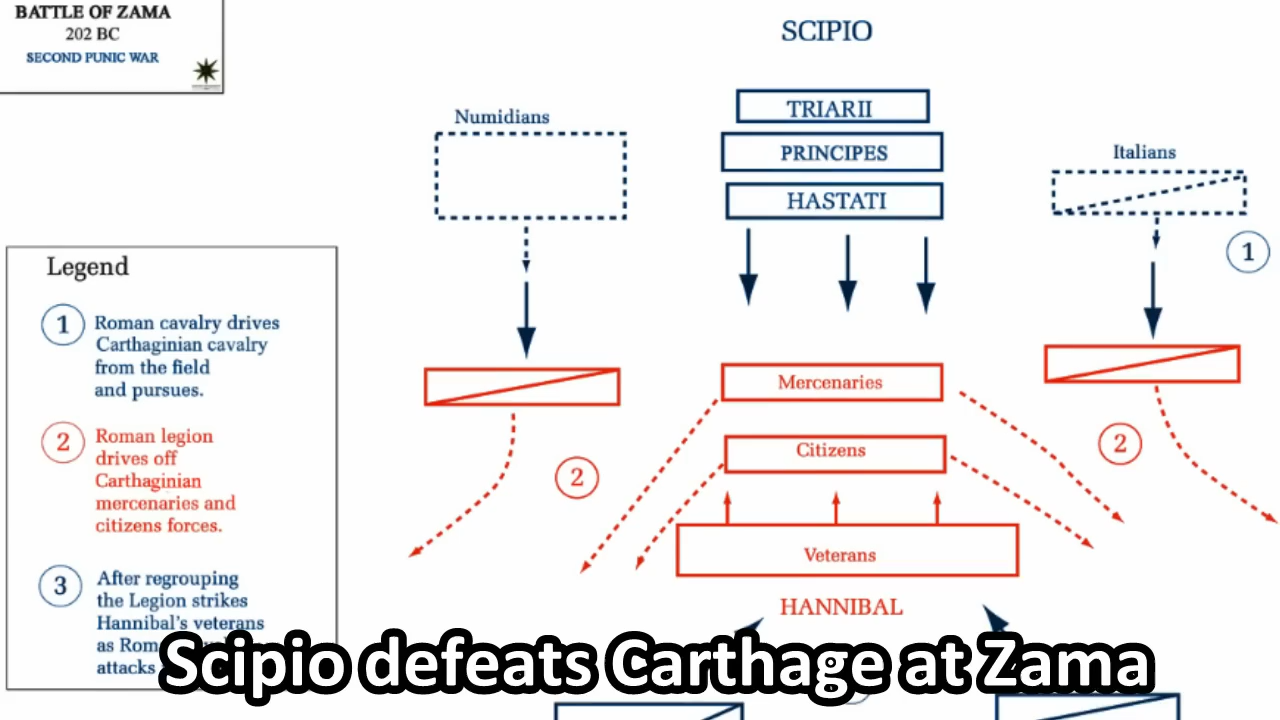 BATTLE OF ZAMA
202 BC
SECOND PUNIC WAR
SCIPIO
TRIARII
PRINCIPES
HASTATI
Numidians
Italians
1
Legend
1 Roman cavalry drives
Carthaginian cavalry
from the field
and pursues.
2 Roman legion
drives off
Carthaginian
mercenaries and
citizens forces.
3 After regrouping
the Legion strikes
Hannibal's veterans
as
attacks
Mercenaries
Citizens
2
2
Veterans
HANNIBAL
Scipio defeats Carthage at Zama